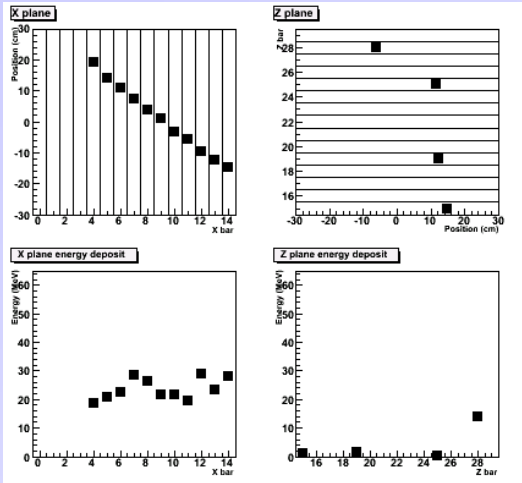 X plane
Position (cm)
30
20
10
0
-10
-20
-30
0 2 4 6 8 10 12 14
X bar
Z plane
Z bar
28
26
24
22
20
18
16
-30 -20 -10 0 10 20 30
Position (cm)
X plane energy deposit
Energy (MeV)
60
50
40
30
20
10
0
0 2 4 6 8 10 12 14
X bar
Z plane energy deposit
Energy (MeV)
60
50
40
30
20
10
0
16 18 20 22 24 26 28
Z bar